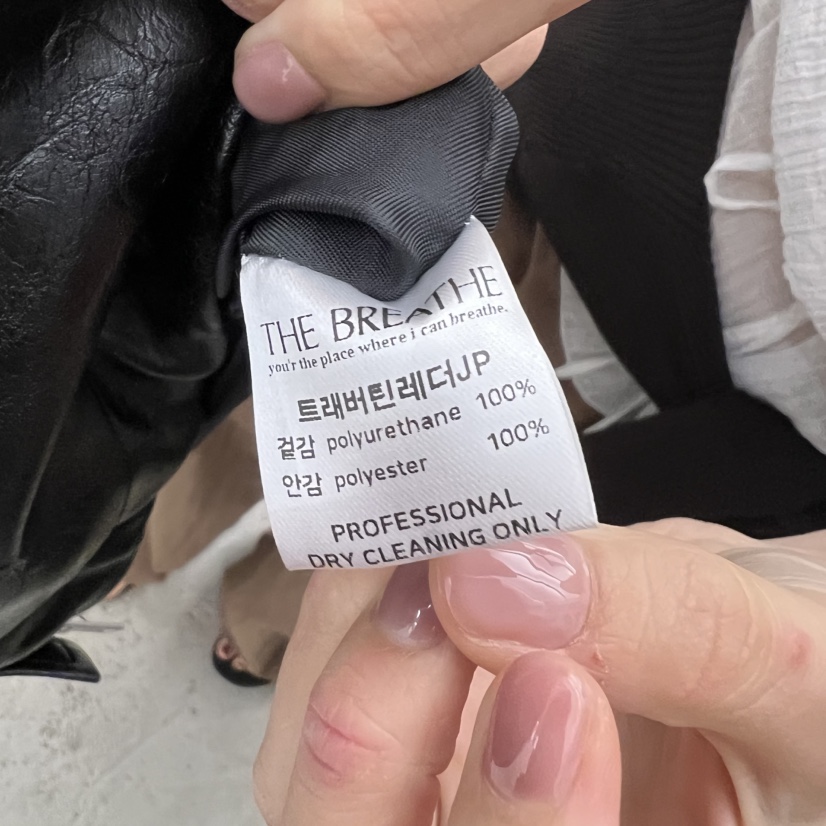 THE BREATHE
you'r the place where i can breathe.
트래버틴레더JP
겉감 polyurethane 100%
안감 polyester 100%
PROFESSIONAL
DRY CLEANING ONLY